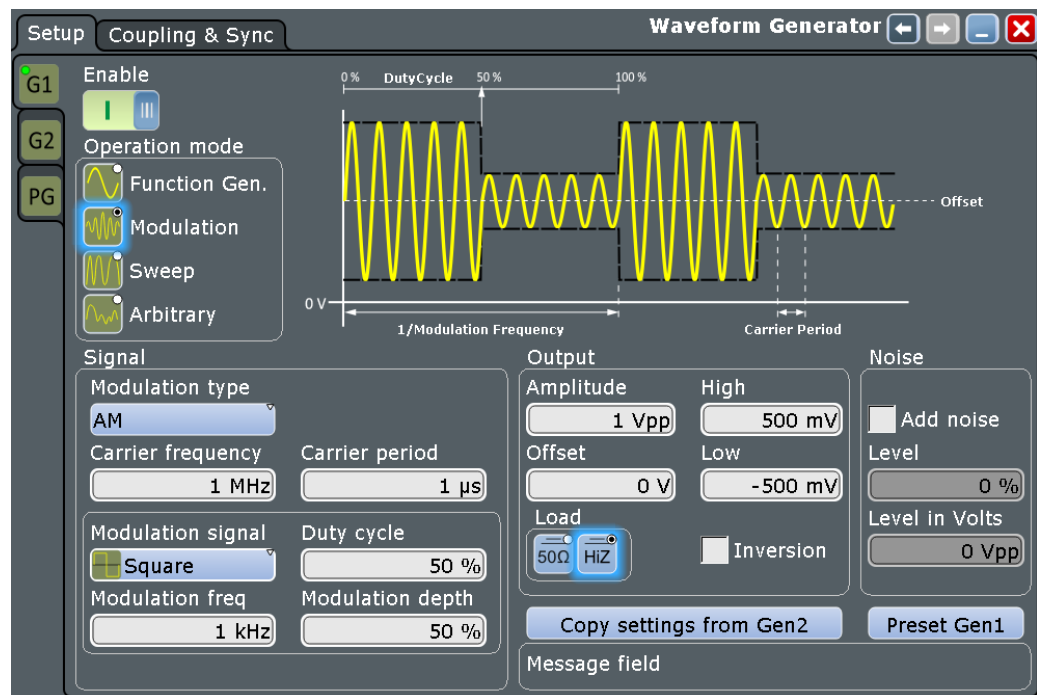 Setup Coupling & Sync Waveform Generator
G1
G2
PG
Enable
Operation mode
Function Gen.
Modulation
Sweep
Arbitrary
0 % DutyCycle 50 % 100 %
Offset
0 V
1/Modulation Frequency Carrier Period
Signal
Modulation type
AM
Carrier frequency Carrier period
1 MHz 1 µs
Modulation signal Duty cycle
Square 50 %
Modulation freq Modulation depth
1 kHz 50 %
Output
Amplitude High
1 Vpp 500 mV
Offset Low
0 V -500 mV
Load
50Ω HiZ Inversion
Noise
Add noise
Level
0 %
Level in Volts
0 Vpp
Copy settings from Gen2 Preset Gen1
Message field